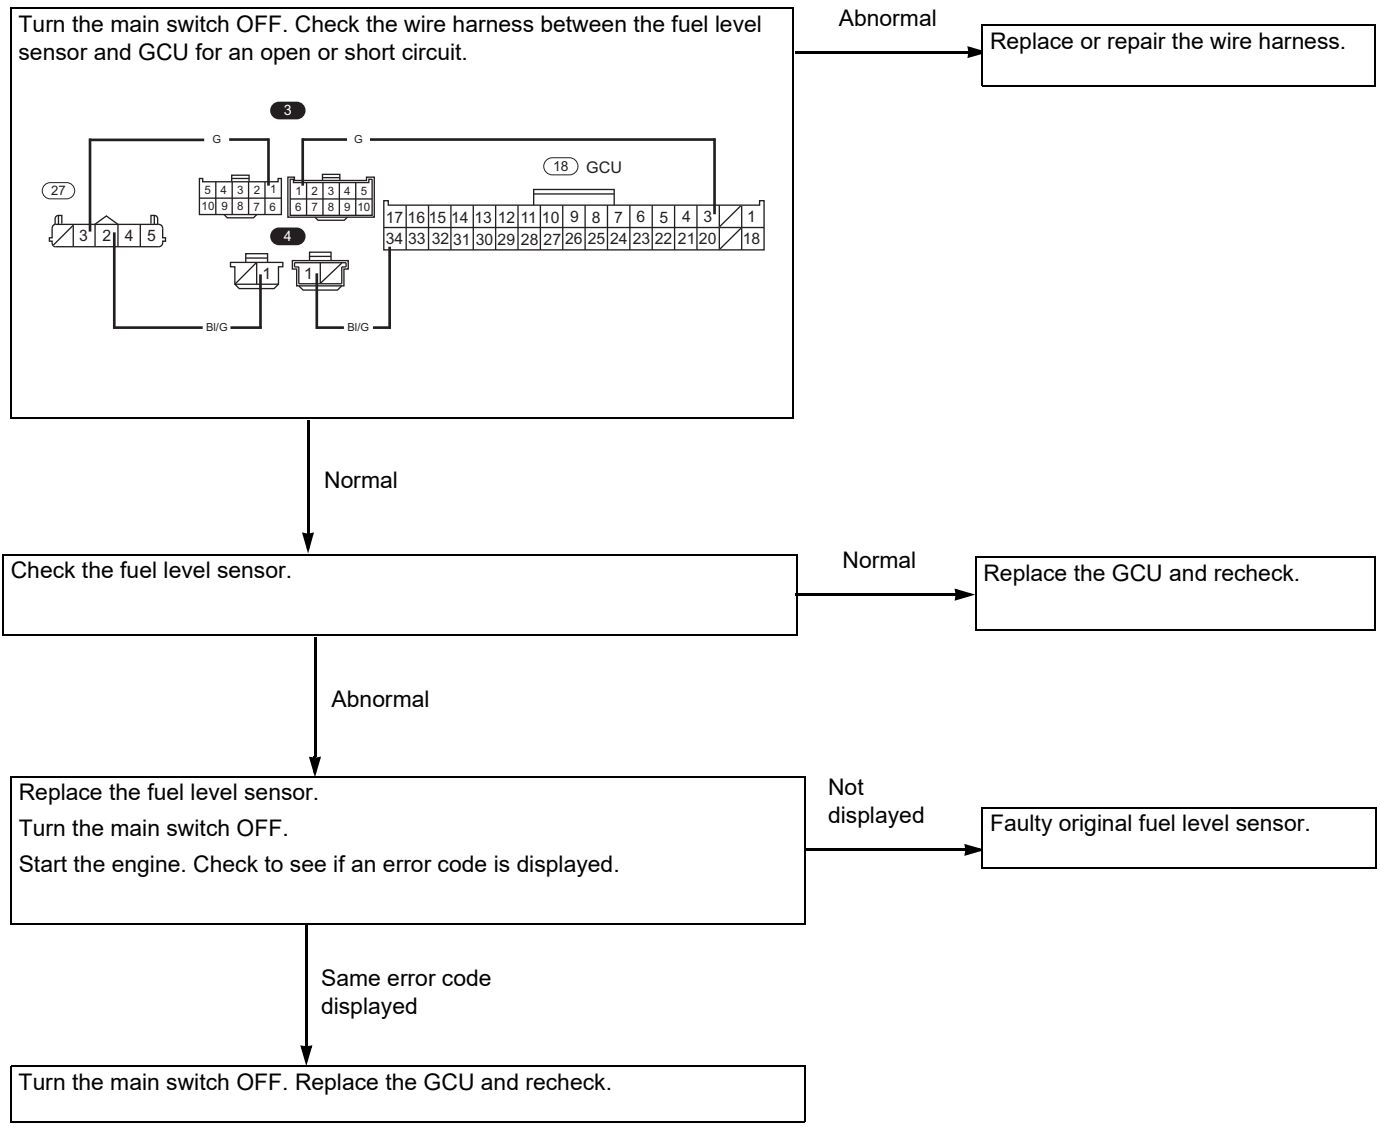 Turn the main switch OFF. Check the wire harness between the fuel level
sensor and GCU for an open or short circuit.
Abnormal
Replace or repair the wire harness.
3
G
G
18 GCU
27
5 4 3 2 1
10 9 8 7 6
1 2 3 4 5
6 7 8 9 10
17 16 15 14 13 12 11 10 9 8 7 6 5 4 3 1
34 33 32 31 30 29 28 27 26 25 24 23 22 21 20 18
3 2 4 5
4
1
1
Bl/G
Bl/G
Normal
Check the fuel level sensor.
Normal
Replace the GCU and recheck.
Abnormal
Replace the fuel level sensor.
Turn the main switch OFF.
Start the engine. Check to see if an error code is displayed.
Not
displayed
Faulty original fuel level sensor.
Same error code
displayed
Turn the main switch OFF. Replace the GCU and recheck.